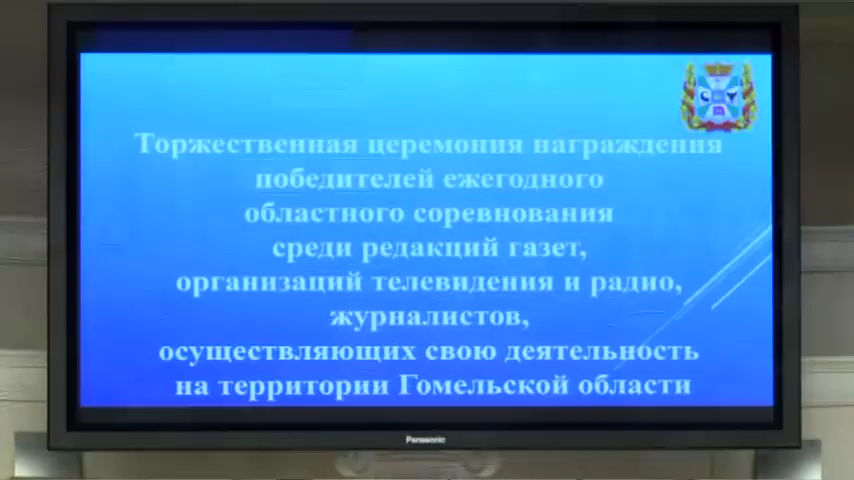 Торжественная церемония награждения
победителей ежегодного
областного соревнования
среди редакций газет,
организаций телевидения и радио,
журналистов,
осуществляющих свою деятельность
на территории Гомельской области
Panasonic